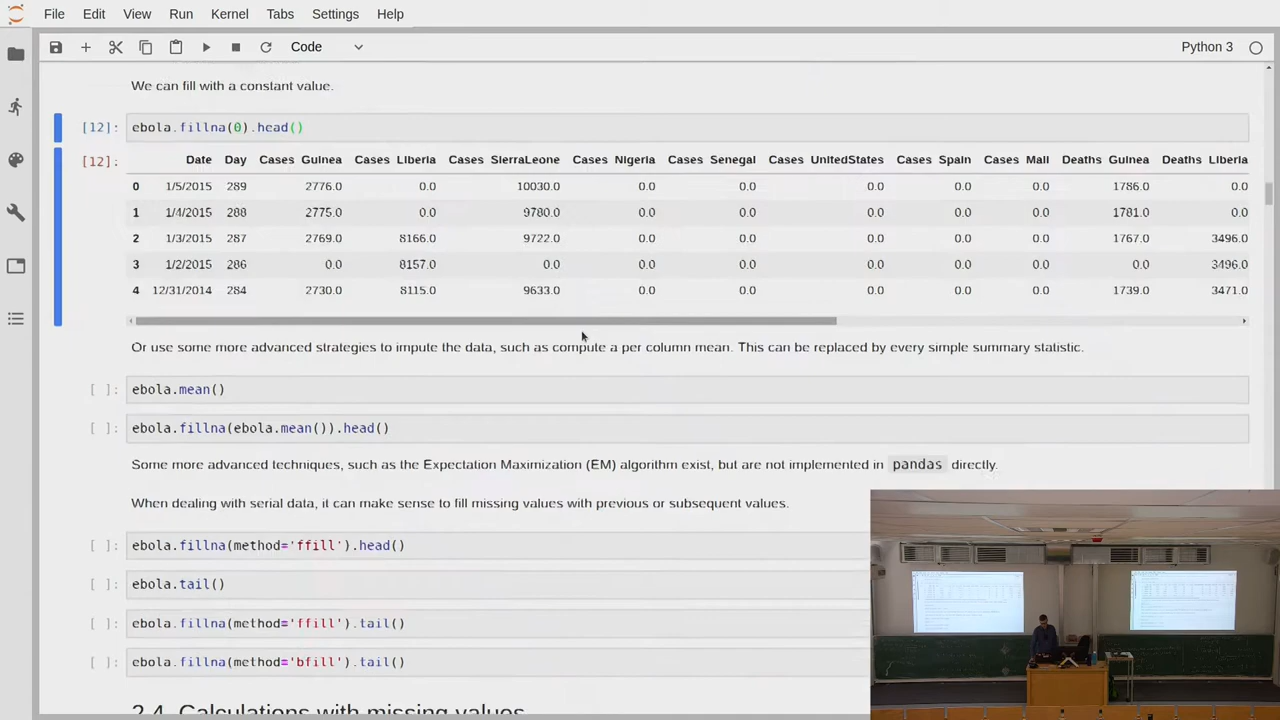 File Edit View Run Kernel Tabs Settings Help
Code Python 3
We can fill with a constant value.
[12]: ebola.fillna(0).head()
[12]: Date Day Cases_Guinea Cases_Liberia Cases_SierraLeone Cases_Nigeria Cases_Senegal Cases_UnitedStates Cases_Spain Cases_Mali Deaths_Guinea Deaths_Liberia
0 1/5/2015 289 2776.0 0.0 10030.0 0.0 0.0 0.0 0.0 0.0 1786.0 0.0
1 1/4/2015 288 2775.0 0.0 9780.0 0.0 0.0 0.0 0.0 0.0 1781.0 0.0
2 1/3/2015 287 2769.0 8166.0 9722.0 0.0 0.0 0.0 0.0 0.0 1767.0 3496.0
3 1/2/2015 286 0.0 8157.0 0.0 0.0 0.0 0.0 0.0 0.0 0.0 3496.0
4 12/31/2014 284 2730.0 8115.0 9633.0 0.0 0.0 0.0 0.0 0.0 1739.0 3471.0
Or use some more advanced strategies to impute the data, such as compute a per column mean. This can be replaced by every simple summary statistic.
[ ]: ebola.mean()
[ ]: ebola.fillna(ebola.mean()).head()
Some more advanced techniques, such as the Expectation Maximization (EM) algorithm exist, but are not implemented in pandas directly.
When dealing with serial data, it can make sense to fill missing values with previous or subsequent values.
[ ]: ebola.fillna(method='ffill').head()
[ ]: ebola.tail()
[ ]: ebola.fillna(method='ffill').tail()
[ ]: ebola.fillna(method='bfill').tail()
2.4. Calculations with missing values